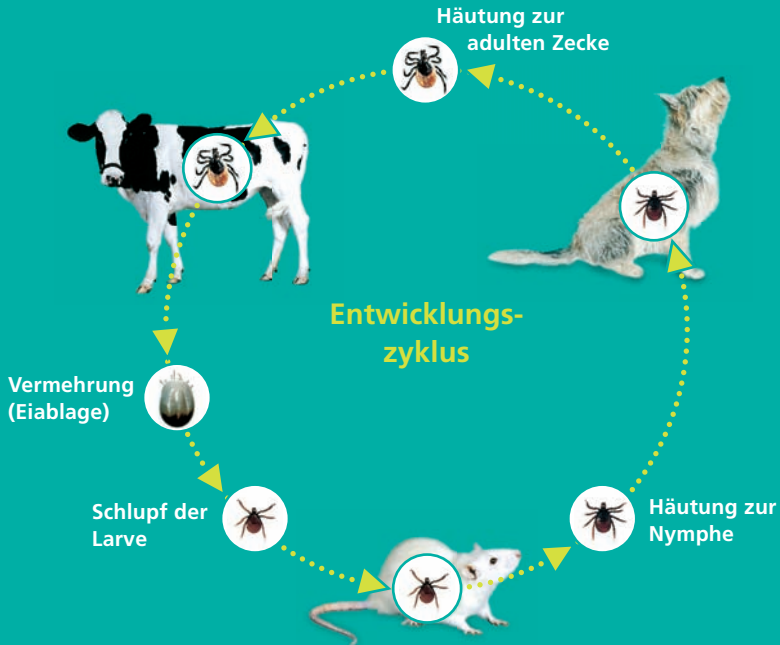 Häutung zur
adulten Zecke
Entwicklungs-
zyklus
Vermehrung
(Eiablage)
Schlupf der
Larve
Häutung zur
Nymphe